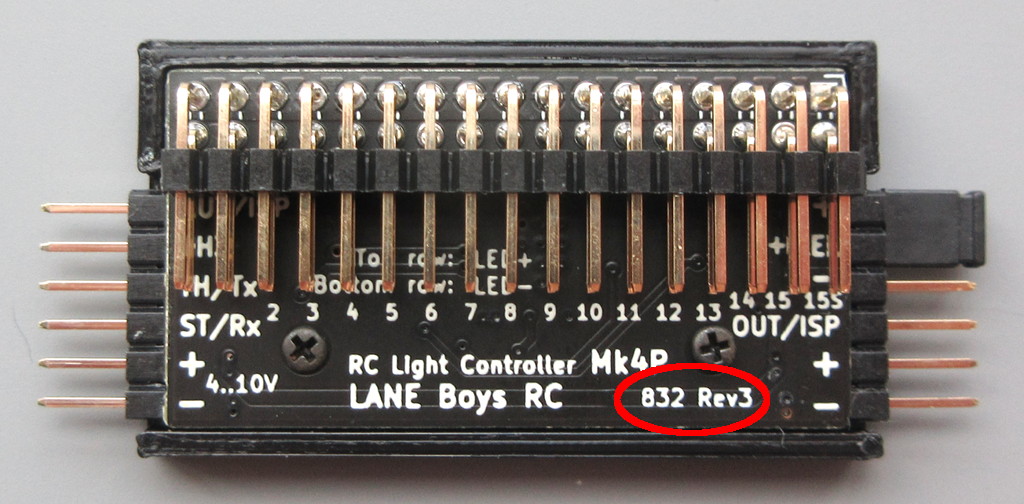 OUT/ISP +
+LED
Top row: LED+
TH/Tx Bottom row: LED- -
2 3 4 5 6 7 8 9 10 11 12 13 14 15 15S
ST/Rx OUT/ISP
+ RC Light Controller Mk4P +
4..10V
- LANE Boys RC 832 Rev3 -